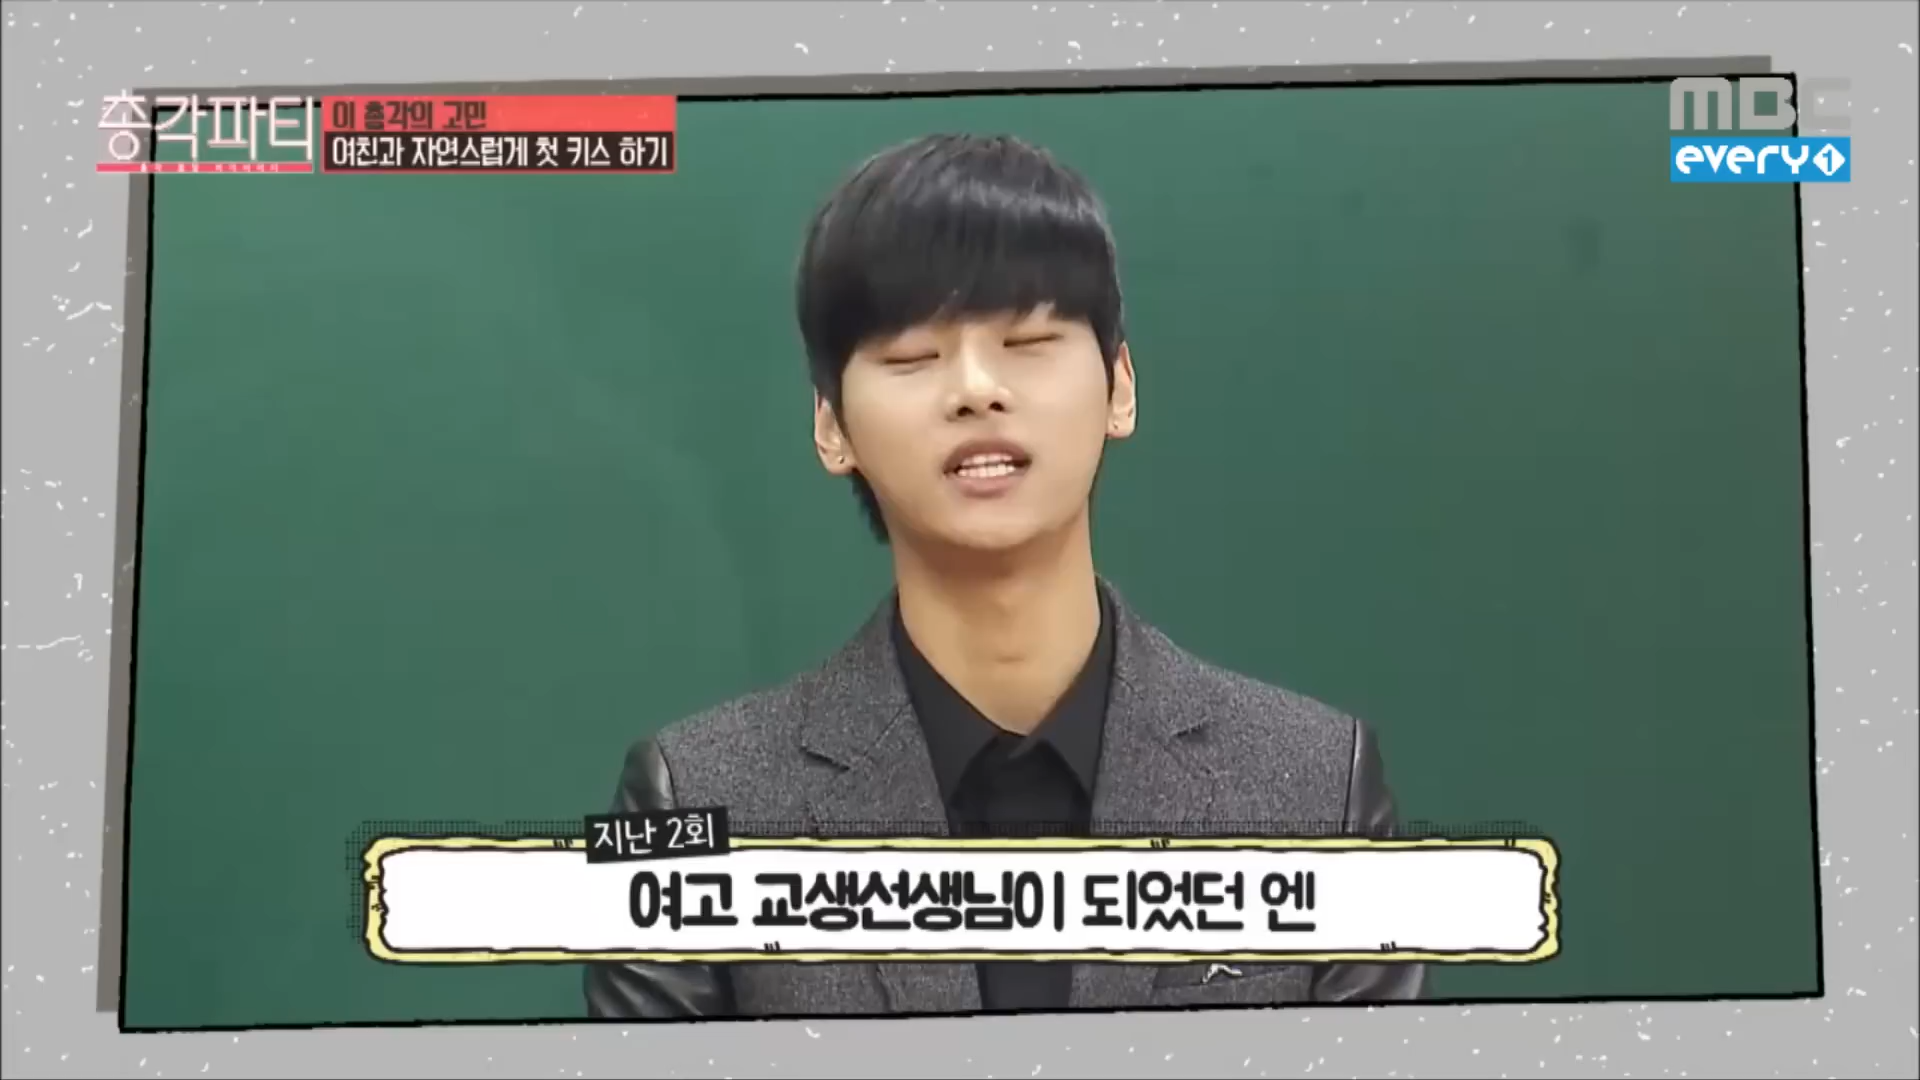 총각파티
이 총각의 고민
여친과 자연스럽게 첫 키스 하기
MBC
every1
지난 2회
여고 교생선생님이 되었던 엔